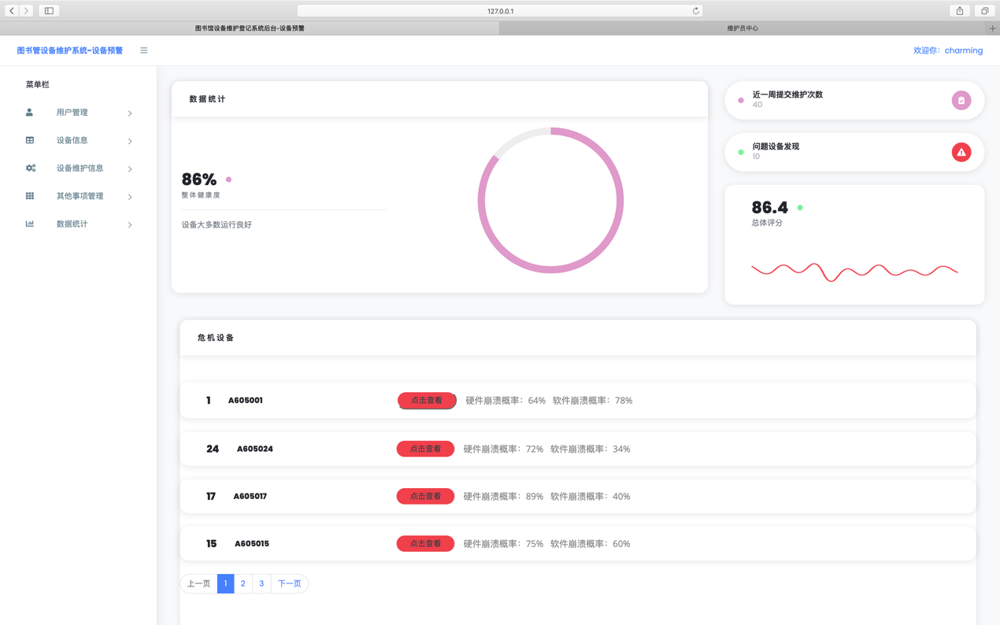 127.0.0.1
图书馆设备维护登记系统后台-设备预警
维护员中心
图书管设备维护系统-设备预警
欢迎你：charming
菜单栏
用户管理
设备信息
设备维护信息
其他事项管理
数据统计
数据统计
86%
整体健康度
设备大多数运行良好
近一周提交维护次数
40
问题设备发现
10
86.4
总体评分
危机设备
1 A605001 点击查看 硬件崩溃概率：64% 软件崩溃概率：78%
24 A605024 点击查看 硬件崩溃概率：72% 软件崩溃概率：34%
17 A605017 点击查看 硬件崩溃概率：89% 软件崩溃概率：40%
15 A605015 点击查看 硬件崩溃概率：75% 软件崩溃概率：60%
上一页 1 2 3 下一页